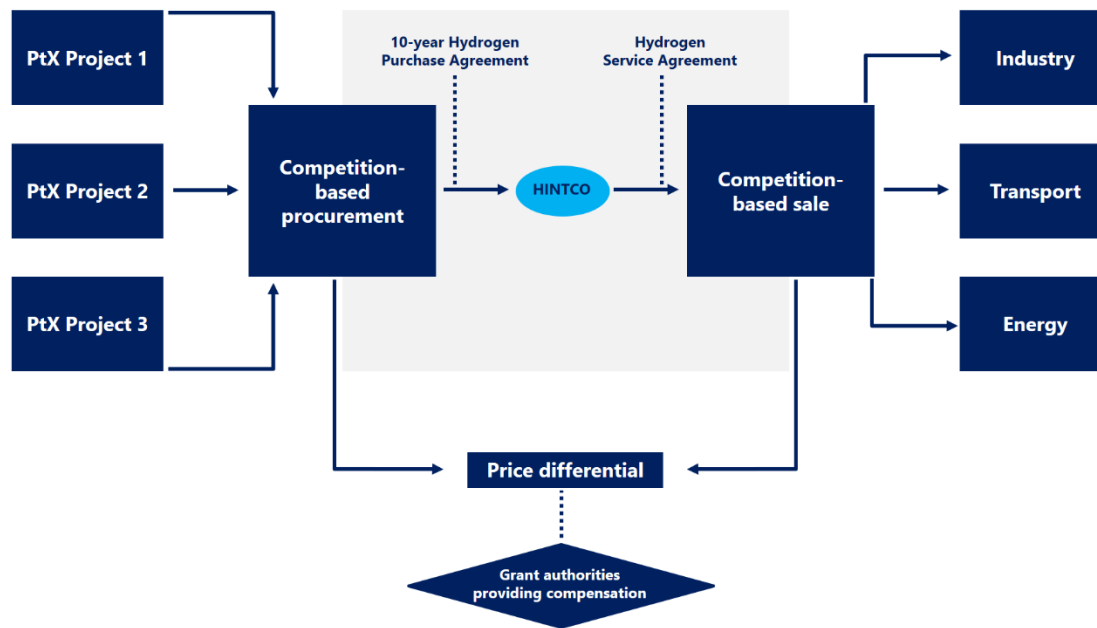 PtX Project 1
10-year Hydrogen
Purchase Agreement
Hydrogen
Service Agreement
Industry
PtX Project 2
Competition-
based
procurement
HINTCO
Competition-
based sale
Transport
PtX Project 3
Energy
Price differential
Grant authorities
providing compensation